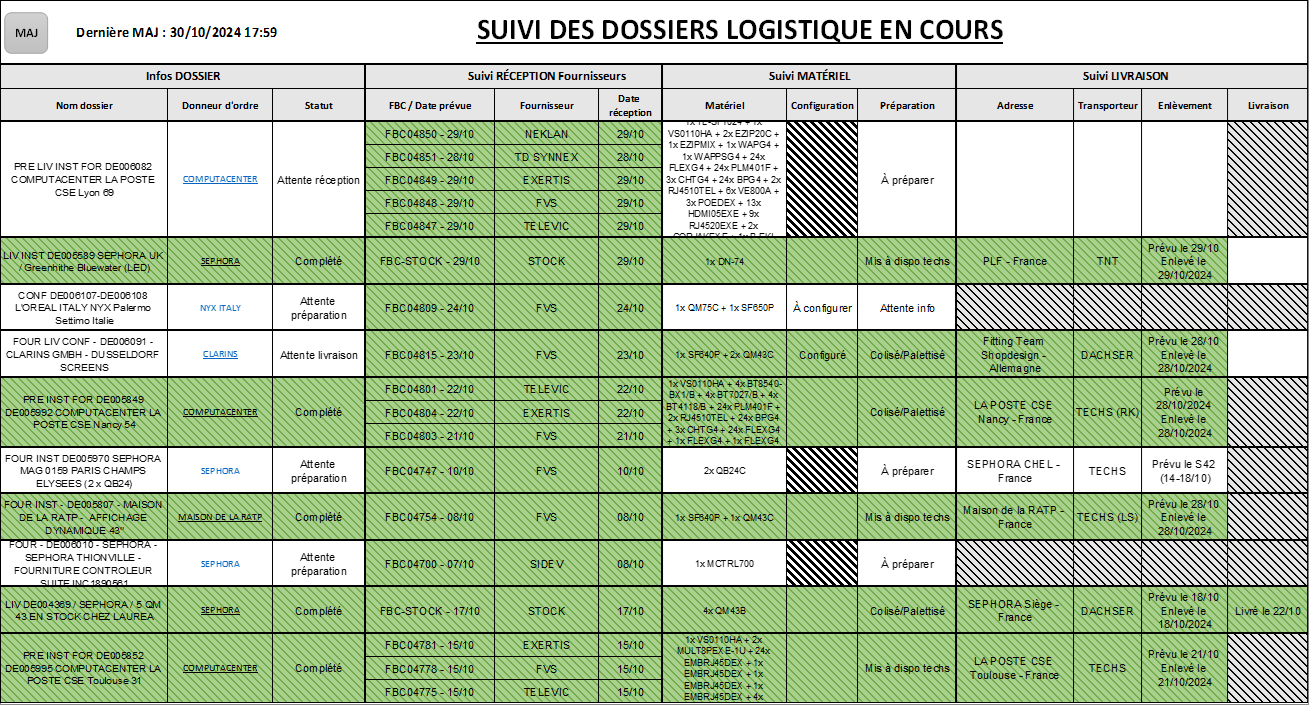 MAJ
Dernière MAJ : 30/10/2024 17:59
SUIVI DES DOSSIERS LOGISTIQUE EN COURS
Infos DOSSIER
Suivi RÉCEPTION Fournisseurs
Suivi MATÉRIEL
Suivi LIVRAISON
Nom dossier
Donneur d'ordre
Statut
FBC / Date prévue
Fournisseur
Date
réception
Matériel
Configuration
Préparation
Adresse
Transporteur
Enlèvement
Livraison
PRE LIV INST FOR DE006082
COMPUTACENTER LA POSTE
CSE Lyon 69
COMPUTACENTER
Attente réception
FBC04850 - 29/10
NEKLAN
29/10
FBC04851 - 28/10
TD SYNNEX
28/10
FBC04849 - 29/10
EXERTIS
29/10
FBC04848 - 29/10
FVS
29/10
FBC04847 - 29/10
TELEVIC
29/10
VS0110HA + 2x EZIP20C +
1x EZIPMIX + 1x WAPG4 +
1x WAPPSG4 + 24x
FLEXG4 + 24x PLM401F +
3x CHTG4 + 24x BPG4 + 2x
RJ4510TEL + 6x VE800A +
3x POEDEX + 13x
HDMI05EXE + 9x
RJ4520EXE + 2x
À préparer
LIV INST DE005589 SEPHORA UK
/ Greenhithe Bluewater (LED)
SEPHORA
Complété
FBC-STOCK - 29/10
STOCK
29/10
1x DN-74
Mis à dispo techs
PLF - France
TNT
Prévu le 29/10
Enlevé le
29/10/2024
CONF DE006107-DE006108
L'OREAL ITALY NYX Palermo
Settimo Italie
NYX ITALY
Attente
préparation
FBC04809 - 24/10
FVS
24/10
1x QM75C + 1x SF650P
À configurer
Attente info
FOUR LIV CONF - DE006091 -
CLARINS GMBH - DUSSELDORF
SCREENS
CLARINS
Attente livraison
FBC04815 - 23/10
FVS
23/10
1x SF640P + 2x QM43C
Configuré
Colisé/Palettisé
Fitting Team
Shopdesign -
Allemagne
DACHSER
Prévu le 28/10
Enlevé le
28/10/2024
PRE INST FOR DE005849
DE005992 COMPUTACENTER LA
POSTE CSE Nancy 54
COMPUTACENTER
Complété
FBC04801 - 22/10
TELEVIC
22/10
FBC04804 - 22/10
EXERTIS
22/10
FBC04803 - 21/10
FVS
21/10
1x VS0110HA + 4x BT8540-
BX1/B + 4x BT7027/B + 4x
BT4118/B + 24x PLM401F +
2x RJ4510TEL + 24x BPG4
+ 3x CHTG4 + 24x FLEXG4
+ 1x FLEXG4 + 1x FLEXG4
Colisé/Palettisé
LA POSTE CSE
Nancy - France
TECHS (RK)
Prévu le
28/10/2024
Enlevé le
28/10/2024
FOUR INST DE005970 SEPHORA
MAG 0159 PARIS CHAMPS
ELYSEES (2 x QB24)
SEPHORA
Attente
préparation
FBC04747 - 10/10
FVS
10/10
2x QB24C
À préparer
SEPHORA CHEL -
France
TECHS
Prévu le S42
(14-18/10)
FOUR INST - DE005807 - MAISON
DE LA RATP - AFFICHAGE
DYNAMIQUE 43"
MAISON DE LA RATP
Complété
FBC04754 - 08/10
FVS
08/10
1x SF640P + 1x QM43C
Mis à dispo techs
Maison de la RATP -
France
TECHS (LS)
Prévu le 28/10
Enlevé le
28/10/2024
FOUR - DE006010 - SEPHORA -
SEPHORA THIONVILLE -
FOURNITURE CONTROLEUR
SUITE INC1890561
SEPHORA
Attente
préparation
FBC04700 - 07/10
SIDEV
08/10
1x MCTRL700
À préparer
LIV DE004369 / SEPHORA / 5 QM
43 EN STOCK CHEZ LAUREA
SEPHORA
Complété
FBC-STOCK - 17/10
STOCK
17/10
4x QM43B
Colisé/Palettisé
SEPHORA Siège -
France
DACHSER
Prévu le 18/10
Enlevé le
18/10/2024
Livré le 22/10
PRE INST FOR DE005852
DE005995 COMPUTACENTER LA
POSTE CSE Toulouse 31
COMPUTACENTER
Complété
FBC04781 - 15/10
EXERTIS
15/10
FBC04778 - 15/10
FVS
15/10
FBC04775 - 15/10
TELEVIC
15/10
1x VS0110HA + 2x
MULT8PEXE-1U + 24x
EMBRJ45DEX + 1x
EMBRJ45DEX + 1x
EMBRJ45DEX + 1x
EMBRJ45DEX + 4x
Mis à dispo techs
LA POSTE CSE
Toulouse - France
TECHS
Prévu le 21/10
Enlevé le
21/10/2024